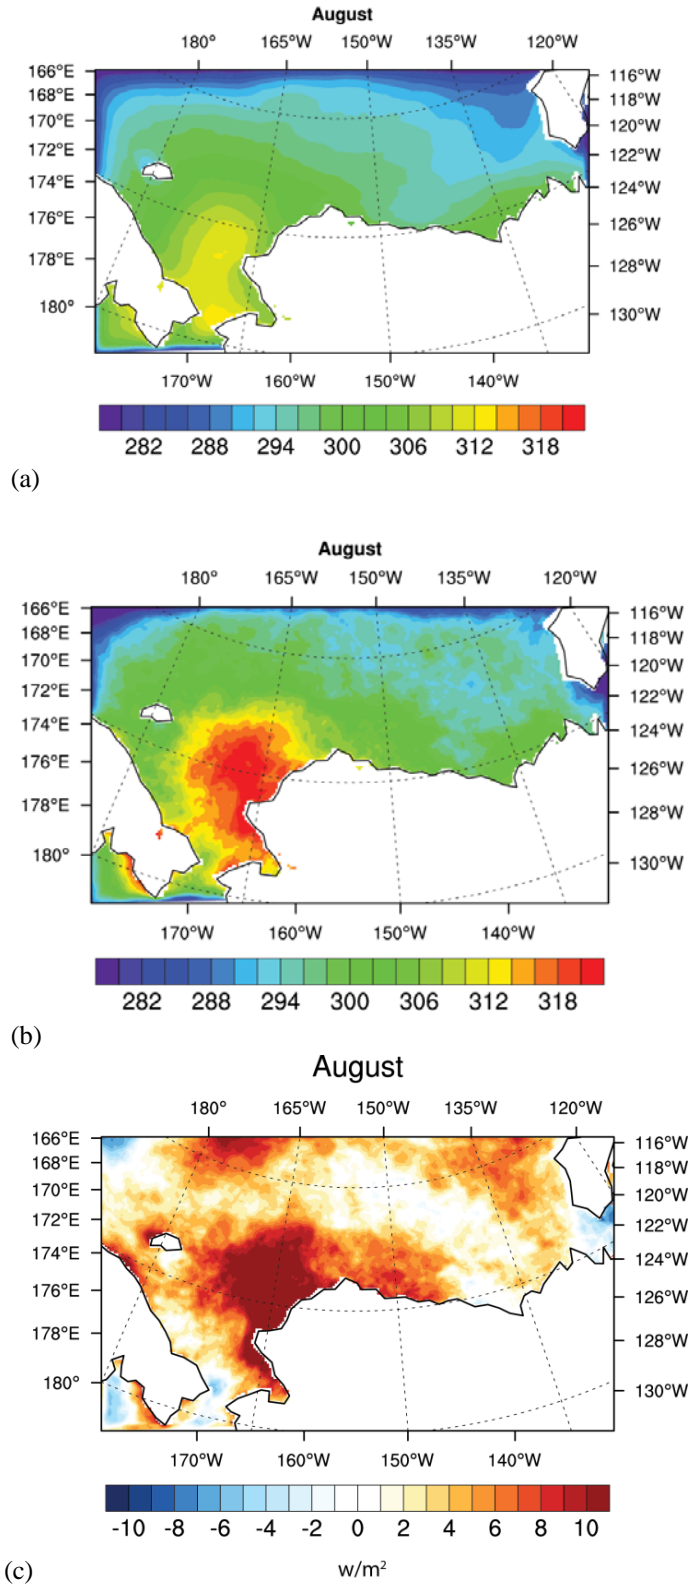 August
180° 165°W 150°W 135°W 120°W
166°E 116°W
168°E 118°W
170°E 120°W
172°E 122°W
174°E 124°W
176°E 126°W
178°E 128°W
180° 130°W
170°W 160°W 150°W 140°W
282 288 294 300 306 312 318
(a)
August
180° 165°W 150°W 135°W 120°W
166°E 116°W
168°E 118°W
170°E 120°W
172°E 122°W
174°E 124°W
176°E 126°W
178°E 128°W
180° 130°W
170°W 160°W 150°W 140°W
282 288 294 300 306 312 318
(b)
August
180° 165°W 150°W 135°W 120°W
166°E 116°W
168°E 118°W
170°E 120°W
172°E 122°W
174°E 124°W
176°E 126°W
178°E 128°W
180° 130°W
170°W 160°W 150°W 140°W
-10 -8 -6 -4 -2 0 2 4 6 8 10
(c) w/m²